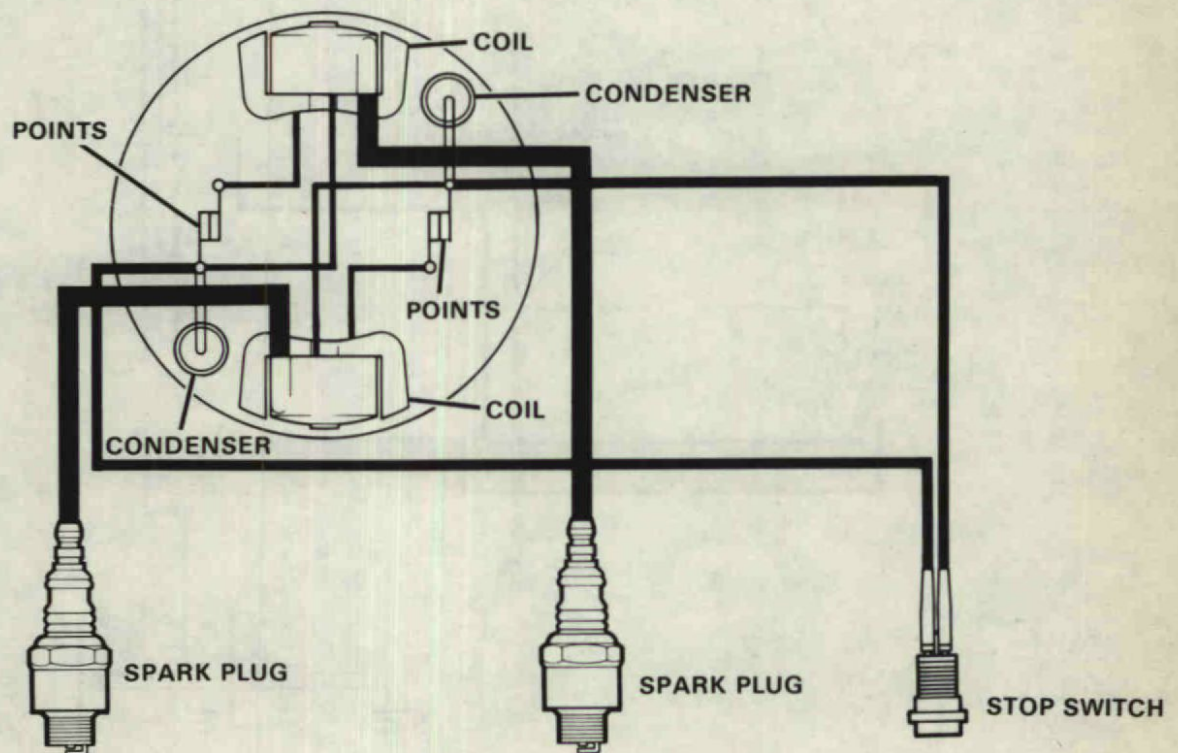 COIL
CONDENSER
POINTS
POINTS
COIL
CONDENSER
SPARK PLUG
SPARK PLUG
STOP SWITCH